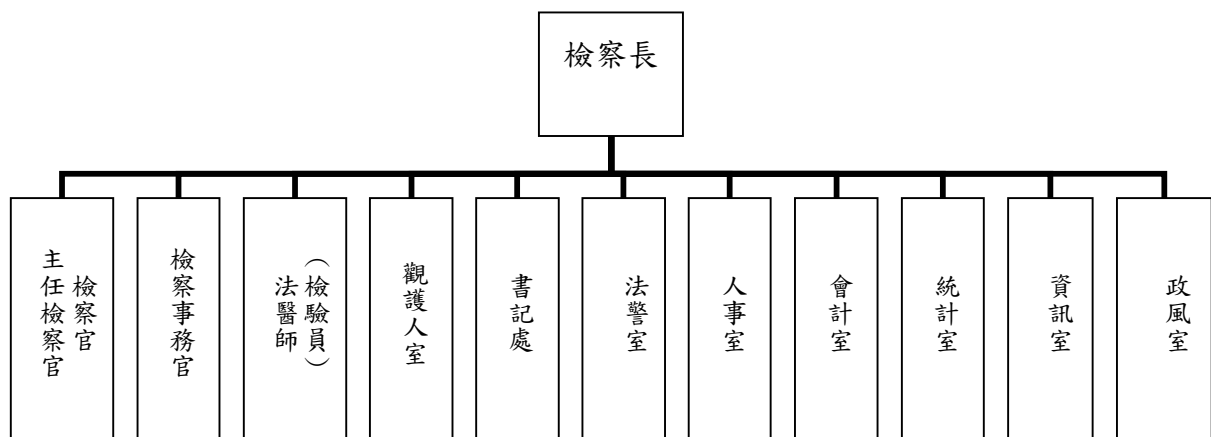 檢察長
檢察官
主任檢察官
檢察事務官
（檢驗員）
法醫師
觀護人室
書記處
法警室
人事室
會計室
統計室
資訊室
政風室